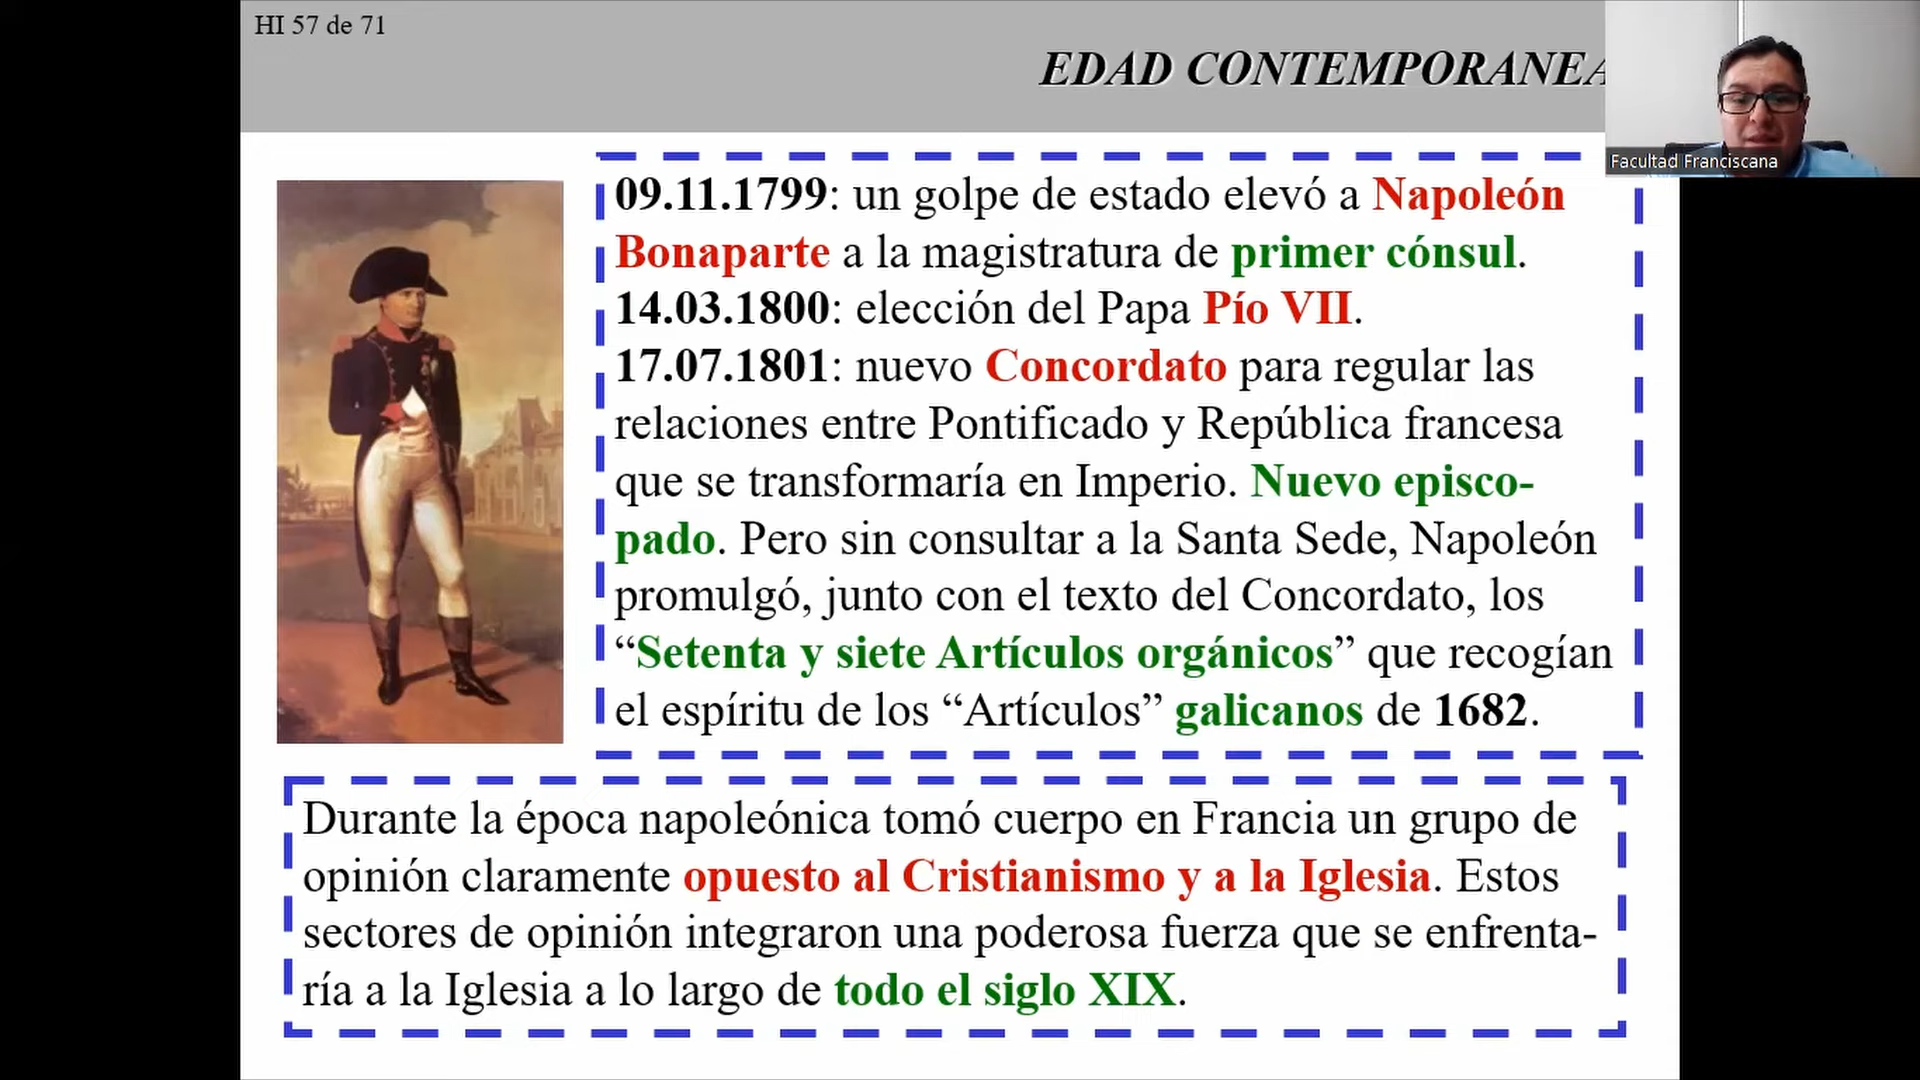 HI 57 de 71
EDAD CONTEMPORANEA
Facultad Franciscana
09.11.1799: un golpe de estado elevó a Napoleón
Bonaparte a la magistratura de primer cónsul.
14.03.1800: elección del Papa Pío VII.
17.07.1801: nuevo Concordato para regular las
relaciones entre Pontificado y República francesa
que se transformaría en Imperio. Nuevo episco-
pado. Pero sin consultar a la Santa Sede, Napoleón
promulgó, junto con el texto del Concordato, los
“Setenta y siete Artículos orgánicos” que recogían
el espíritu de los “Artículos” galicanos de 1682.
Durante la época napoleónica tomó cuerpo en Francia un grupo de
opinión claramente opuesto al Cristianismo y a la Iglesia. Estos
sectores de opinión integraron una poderosa fuerza que se enfrenta-
ría a la Iglesia a lo largo de todo el siglo XIX.